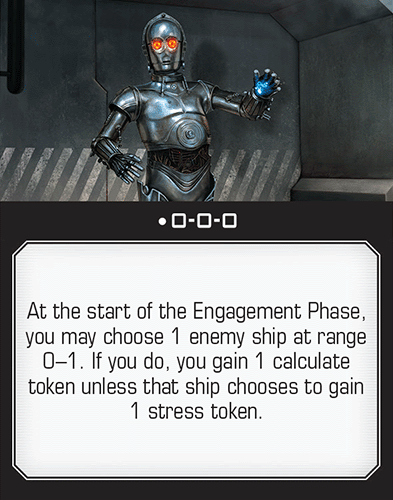 •0-0-0
At the start of the Engagement Phase,
you may choose 1 enemy ship at range
0–1. If you do, you gain 1 calculate
token unless that ship chooses to gain
1 stress token.